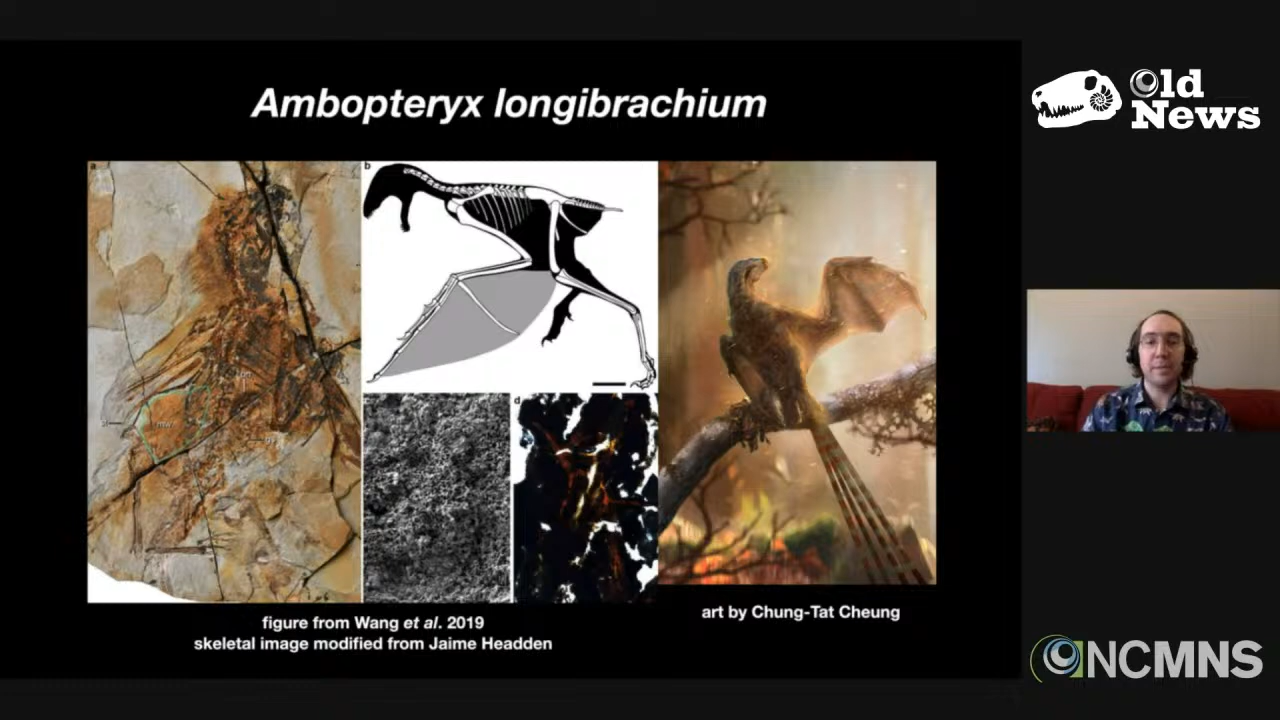 Ambopteryx longibrachium
Old
News
a
b
d
figure from Wang et al. 2019
skeletal image modified from Jaime Headden
art by Chung-Tat Cheung
NCMNS